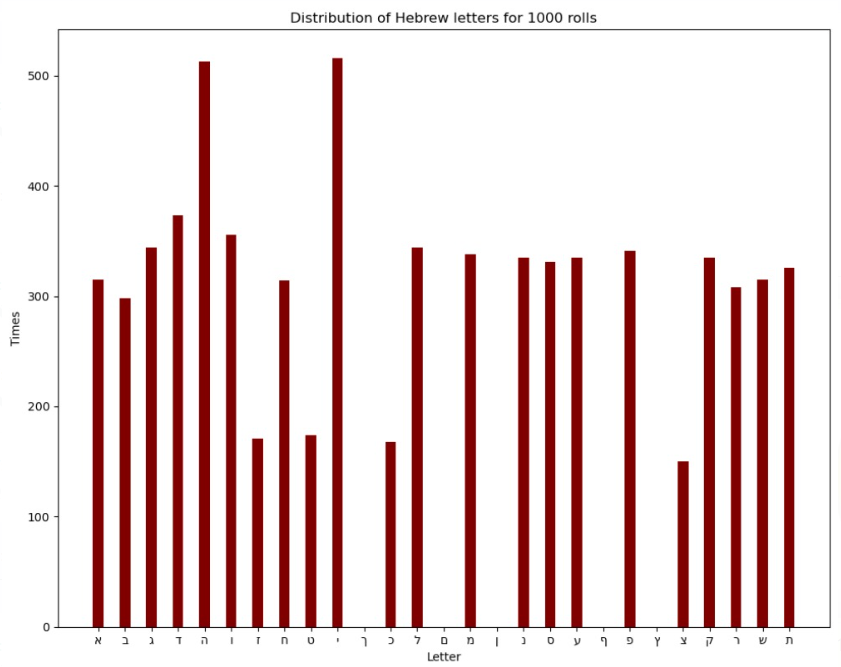 Distribution of Hebrew letters for 1000 rolls
500
400
300
200
100
0
Times
א ב ג ד ה ו ז ח ט י ך כ ל ם מ ן נ ס ע ף פ ץ צ ק ר ש ת
Letter